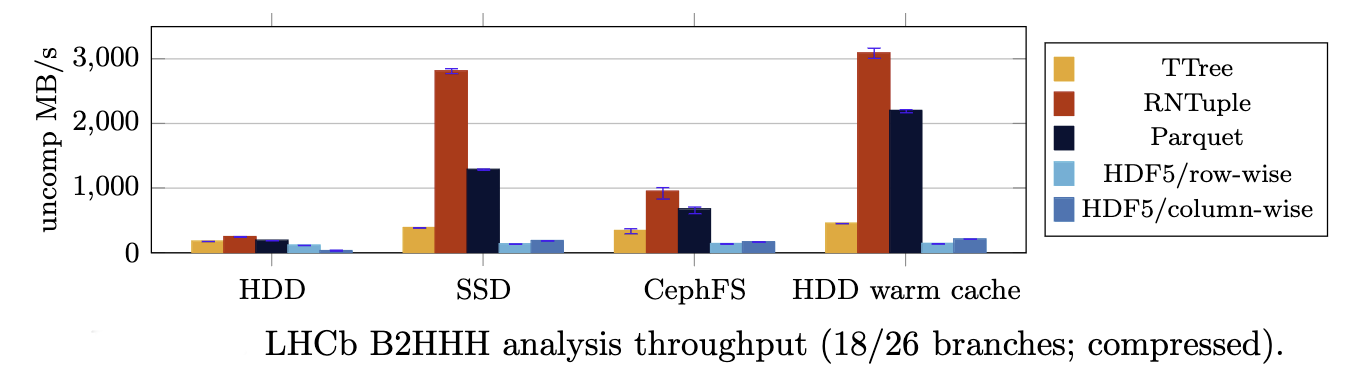 uncomp MB/s
3,000
2,000
1,000
0
HDD
SSD
CephFS
HDD warm cache
TTree
RNTuple
Parquet
HDF5/row-wise
HDF5/column-wise
LHCb B2HHH analysis throughput (18/26 branches; compressed).